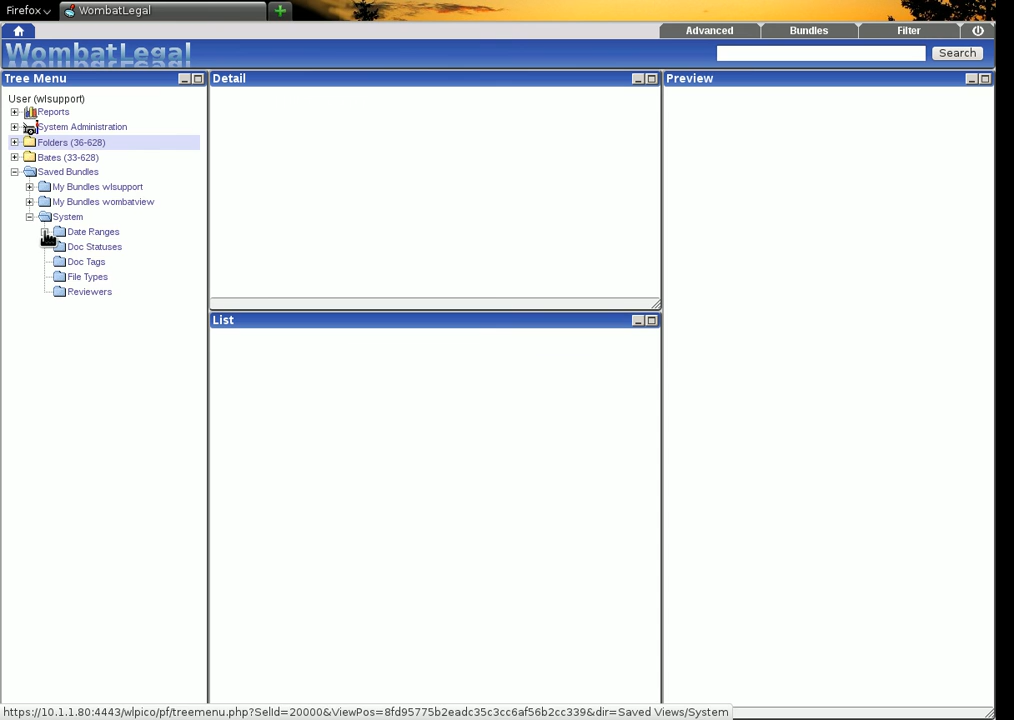 Firefox
WombatLegal
Advanced
Bundles
Filter
WombatLegal
Search
Tree Menu
Detail
Preview
User (wlsupport)
Reports
System Administration
Folders (36-628)
Bates (33-628)
Saved Bundles
My Bundles wlsupport
My Bundles wombatview
System
Date Ranges
Doc Statuses
Doc Tags
File Types
Reviewers
List
https://10.1.1.80:4443/wlpico/pf/treemenu.php?SelId=20000&ViewPos=8fd95775b2eadc35c3cc6af56b2cc339&dir=Saved Views/System